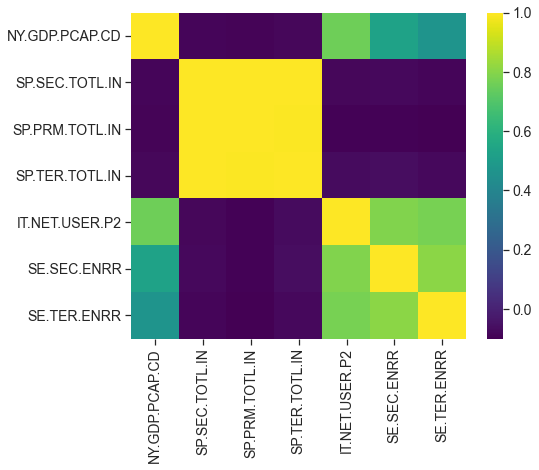 NY.GDP.PCAP.CD
SP.SEC.TOTL.IN
SP.PRM.TOTL.IN
SP.TER.TOTL.IN
IT.NET.USER.P2
SE.SEC.ENRR
SE.TER.ENRR
NY.GDP.PCAP.CD
SP.SEC.TOTL.IN
SP.PRM.TOTL.IN
SP.TER.TOTL.IN
IT.NET.USER.P2
SE.SEC.ENRR
SE.TER.ENRR
1.0
0.8
0.6
0.4
0.2
0.0